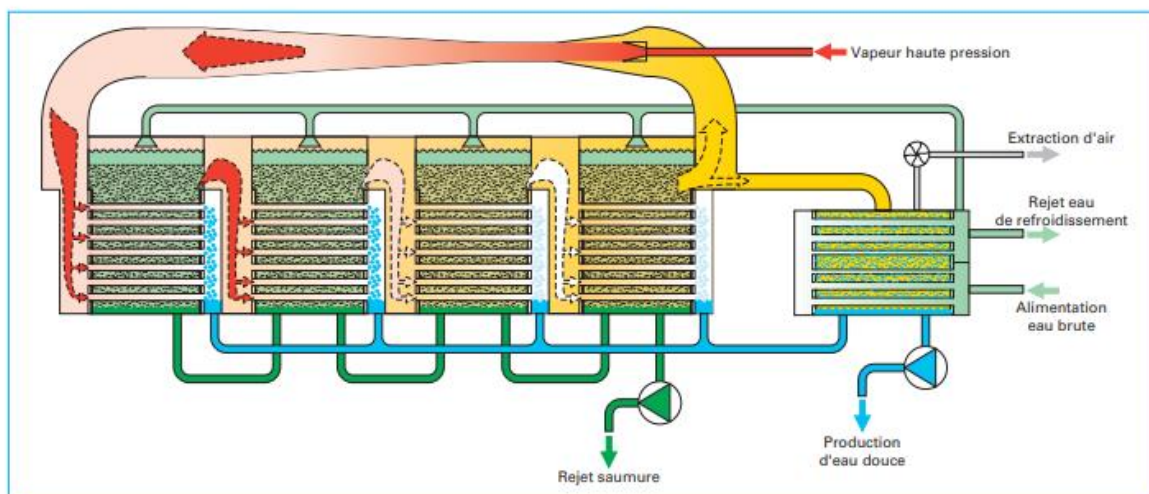 Vapeur haute pression
Extraction d'air
Rejet eau
de refroidissement
Alimentation
eau brute
Production
d'eau douce
Rejet saumure